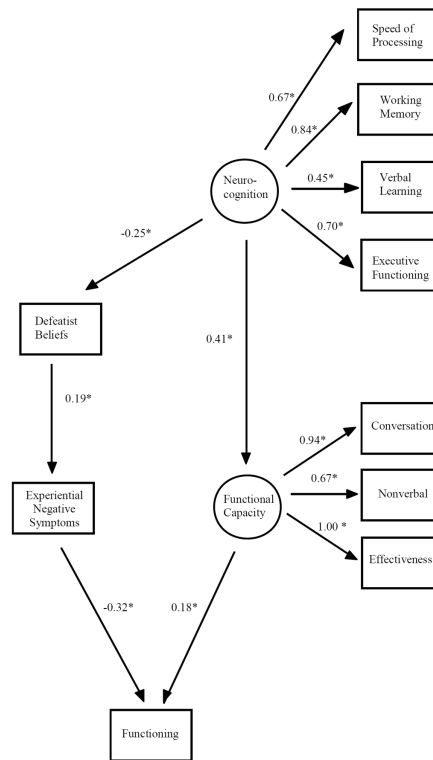 Speed of
Processing
0.67*
Working
Memory
0.84*
Neuro-
cognition
0.45*
Verbal
Learning
0.70*
-0.25*
Executive
Functioning
Defeatist
Beliefs
0.41*
0.19*
Conversation
0.94*
Experiential
Negative
Symptoms
Functional
Capacity
0.67*
Nonverbal
1.00 *
Effectiveness
-0.32*
0.18*
Functioning